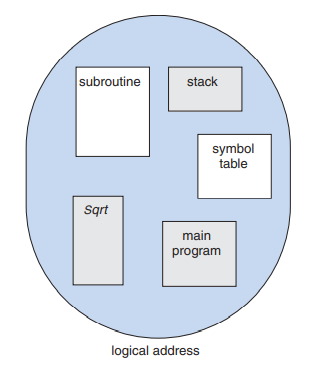 subroutine
stack
symbol
table
Sqrt
main
program
logical address